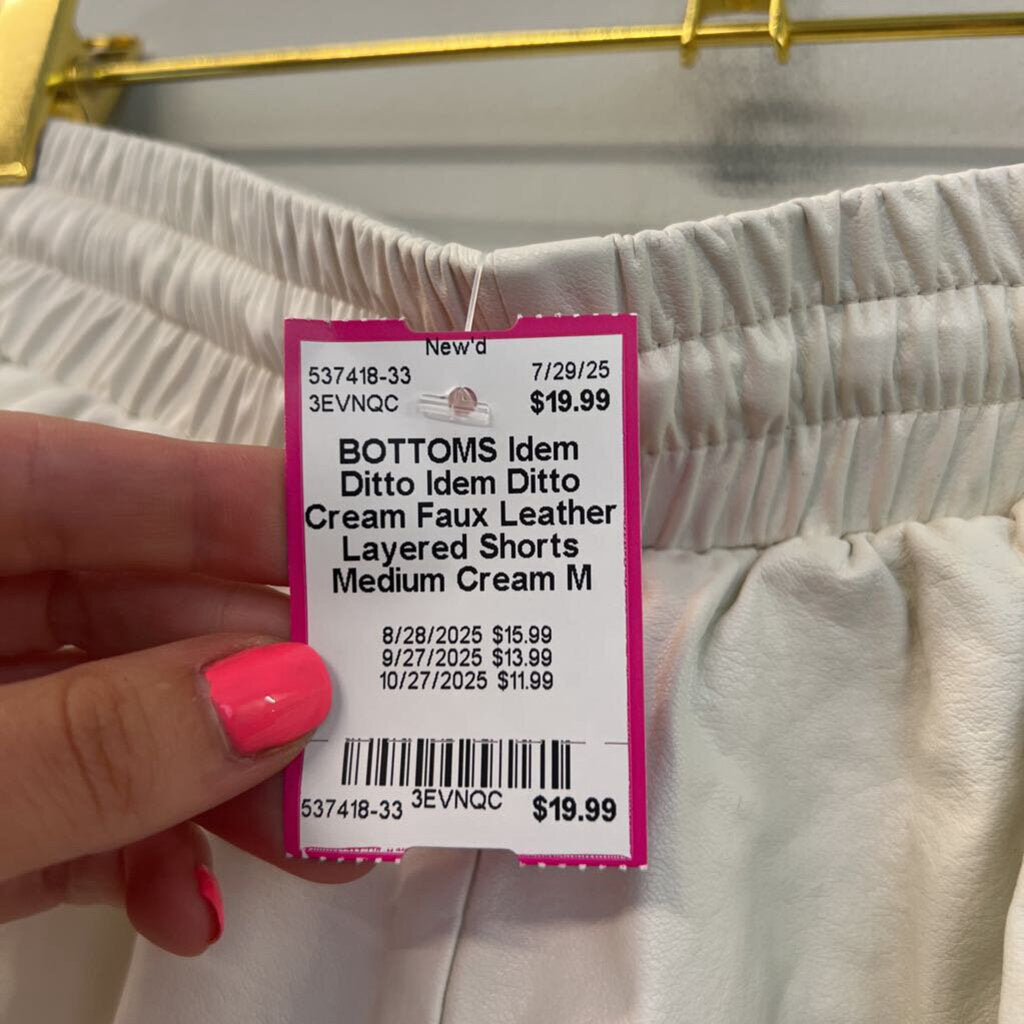 New'd
537418-33 7/29/25
3EVNQC $19.99
BOTTOMS Idem
Ditto Idem Ditto
Cream Faux Leather
Layered Shorts
Medium Cream M
8/28/2025 $15.99
9/27/2025 $13.99
10/27/2025 $11.99
537418-33 3EVNQC $19.99